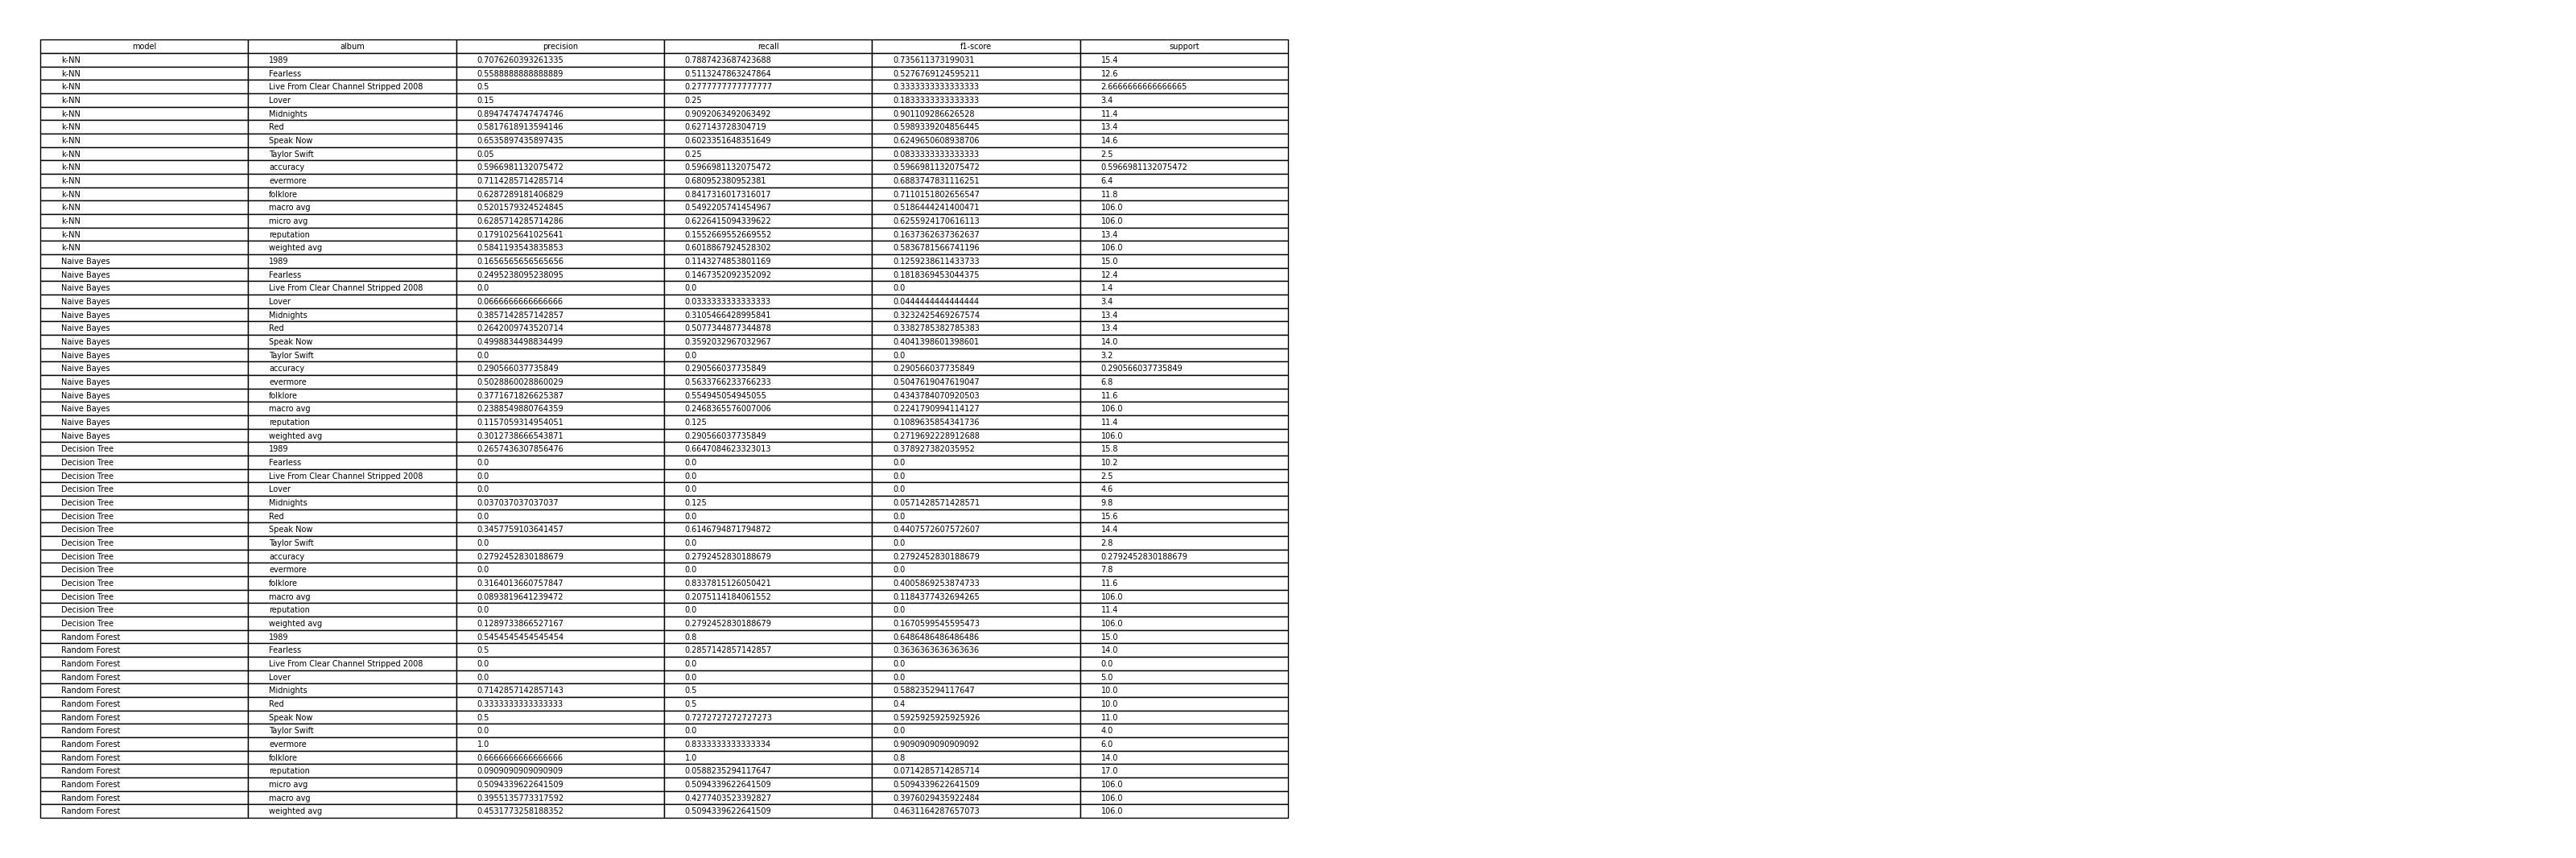 model album precision recall f1-score support
k-NN 1989 0.7076260393261335 0.7887423687423688 0.735611373199031 15.4
k-NN Fearless 0.5588888888888889 0.5113247863247864 0.5276769124595211 12.6
k-NN Live From Clear Channel Stripped 2008 0.5 0.2777777777777777 0.3333333333333333 2.6666666666666665
k-NN Lover 0.15 0.25 0.1833333333333333 3.4
k-NN Midnights 0.8947474747474746 0.9092063492063492 0.901109286626528 11.4
k-NN Red 0.5817618913594146 0.627143728304719 0.5989339204856445 13.4
k-NN Speak Now 0.6535897435897435 0.6023351648351649 0.6249650608938706 14.6
k-NN Taylor Swift 0.05 0.25 0.0833333333333333 2.5
k-NN accuracy 0.5966981132075472 0.5966981132075472 0.5966981132075472 0.5966981132075472
k-NN evermore 0.7114285714285714 0.680952380952381 0.6883747831116251 6.4
k-NN folklore 0.6287289181406829 0.8417316017316017 0.7110151802656547 11.8
k-NN macro avg 0.5201579324524845 0.5492205741454967 0.5186444241400471 106.0
k-NN micro avg 0.6285714285714286 0.6226415094339622 0.6255924170616113 106.0
k-NN reputation 0.1791025641025641 0.1552669552669552 0.1637362637362637 13.4
k-NN weighted avg 0.5841193543835853 0.6018867924528302 0.5836781566741196 106.0
Naive Bayes 1989 0.1656565656565656 0.1143274853801169 0.1259238611433733 15.0
Naive Bayes Fearless 0.2495238095238095 0.1467352092352092 0.1818369453044375 12.4
Naive Bayes Live From Clear Channel Stripped 2008 0.0 0.0 0.0 1.4
Naive Bayes Lover 0.0666666666666666 0.0333333333333333 0.0444444444444444 3.4
Naive Bayes Midnights 0.3857142857142857 0.3105466428995841 0.3232425469267574 13.4
Naive Bayes Red 0.2642009743520714 0.5077344877344878 0.3382785382785383 13.4
Naive Bayes Speak Now 0.4998834498834499 0.3592032967032967 0.4041398601398601 14.0
Naive Bayes Taylor Swift 0.0 0.0 0.0 3.2
Naive Bayes accuracy 0.290566037735849 0.290566037735849 0.290566037735849 0.290566037735849
Naive Bayes evermore 0.5028860028860029 0.5633766233766233 0.5047619047619047 6.8
Naive Bayes folklore 0.3771671826625387 0.554945054945055 0.4343784070920503 11.6
Naive Bayes macro avg 0.2388549880764359 0.2468365576007006 0.2241790994114127 106.0
Naive Bayes reputation 0.1157059314954051 0.125 0.1089635854341736 11.4
Naive Bayes weighted avg 0.3012738666543871 0.290566037735849 0.2719692228912688 106.0
Decision Tree 1989 0.2657436307856476 0.6647084623323013 0.378927382035952 15.8
Decision Tree Fearless 0.0 0.0 0.0 10.2
Decision Tree Live From Clear Channel Stripped 2008 0.0 0.0 0.0 2.5
Decision Tree Lover 0.0 0.0 0.0 4.6
Decision Tree Midnights 0.037037037037037 0.125 0.0571428571428571 9.8
Decision Tree Red 0.0 0.0 0.0 15.6
Decision Tree Speak Now 0.3457759103641457 0.6146794871794872 0.4407572607572607 14.4
Decision Tree Taylor Swift 0.0 0.0 0.0 2.8
Decision Tree accuracy 0.2792452830188679 0.2792452830188679 0.2792452830188679 0.2792452830188679
Decision Tree evermore 0.0 0.0 0.0 7.8
Decision Tree folklore 0.3164013660757847 0.8337815126050421 0.4005869253874733 11.6
Decision Tree macro avg 0.0893819641239472 0.2075114184061552 0.1184377432694265 106.0
Decision Tree reputation 0.0 0.0 0.0 11.4
Decision Tree weighted avg 0.1289733866527167 0.2792452830188679 0.1670599545595473 106.0
Random Forest 1989 0.5454545454545454 0.8 0.6486486486486486 15.0
Random Forest Fearless 0.5 0.2857142857142857 0.3636363636363636 14.0
Random Forest Live From Clear Channel Stripped 2008 0.0 0.0 0.0 0.0
Random Forest Lover 0.0 0.0 0.0 5.0
Random Forest Midnights 0.7142857142857143 0.5 0.588235294117647 10.0
Random Forest Red 0.3333333333333333 0.5 0.4 10.0
Random Forest Speak Now 0.5 0.7272727272727273 0.5925925925925926 11.0
Random Forest Taylor Swift 0.0 0.0 0.0 4.0
Random Forest evermore 1.0 0.8333333333333334 0.9090909090909092 6.0
Random Forest folklore 0.6666666666666666 1.0 0.8 14.0
Random Forest reputation 0.0909090909090909 0.0588235294117647 0.0714285714285714 17.0
Random Forest micro avg 0.5094339622641509 0.5094339622641509 0.5094339622641509 106.0
Random Forest macro avg 0.3955135773317592 0.4277403523392827 0.3976029435922484 106.0
Random Forest weighted avg 0.4531773258188352 0.5094339622641509 0.4631164287657073 106.0